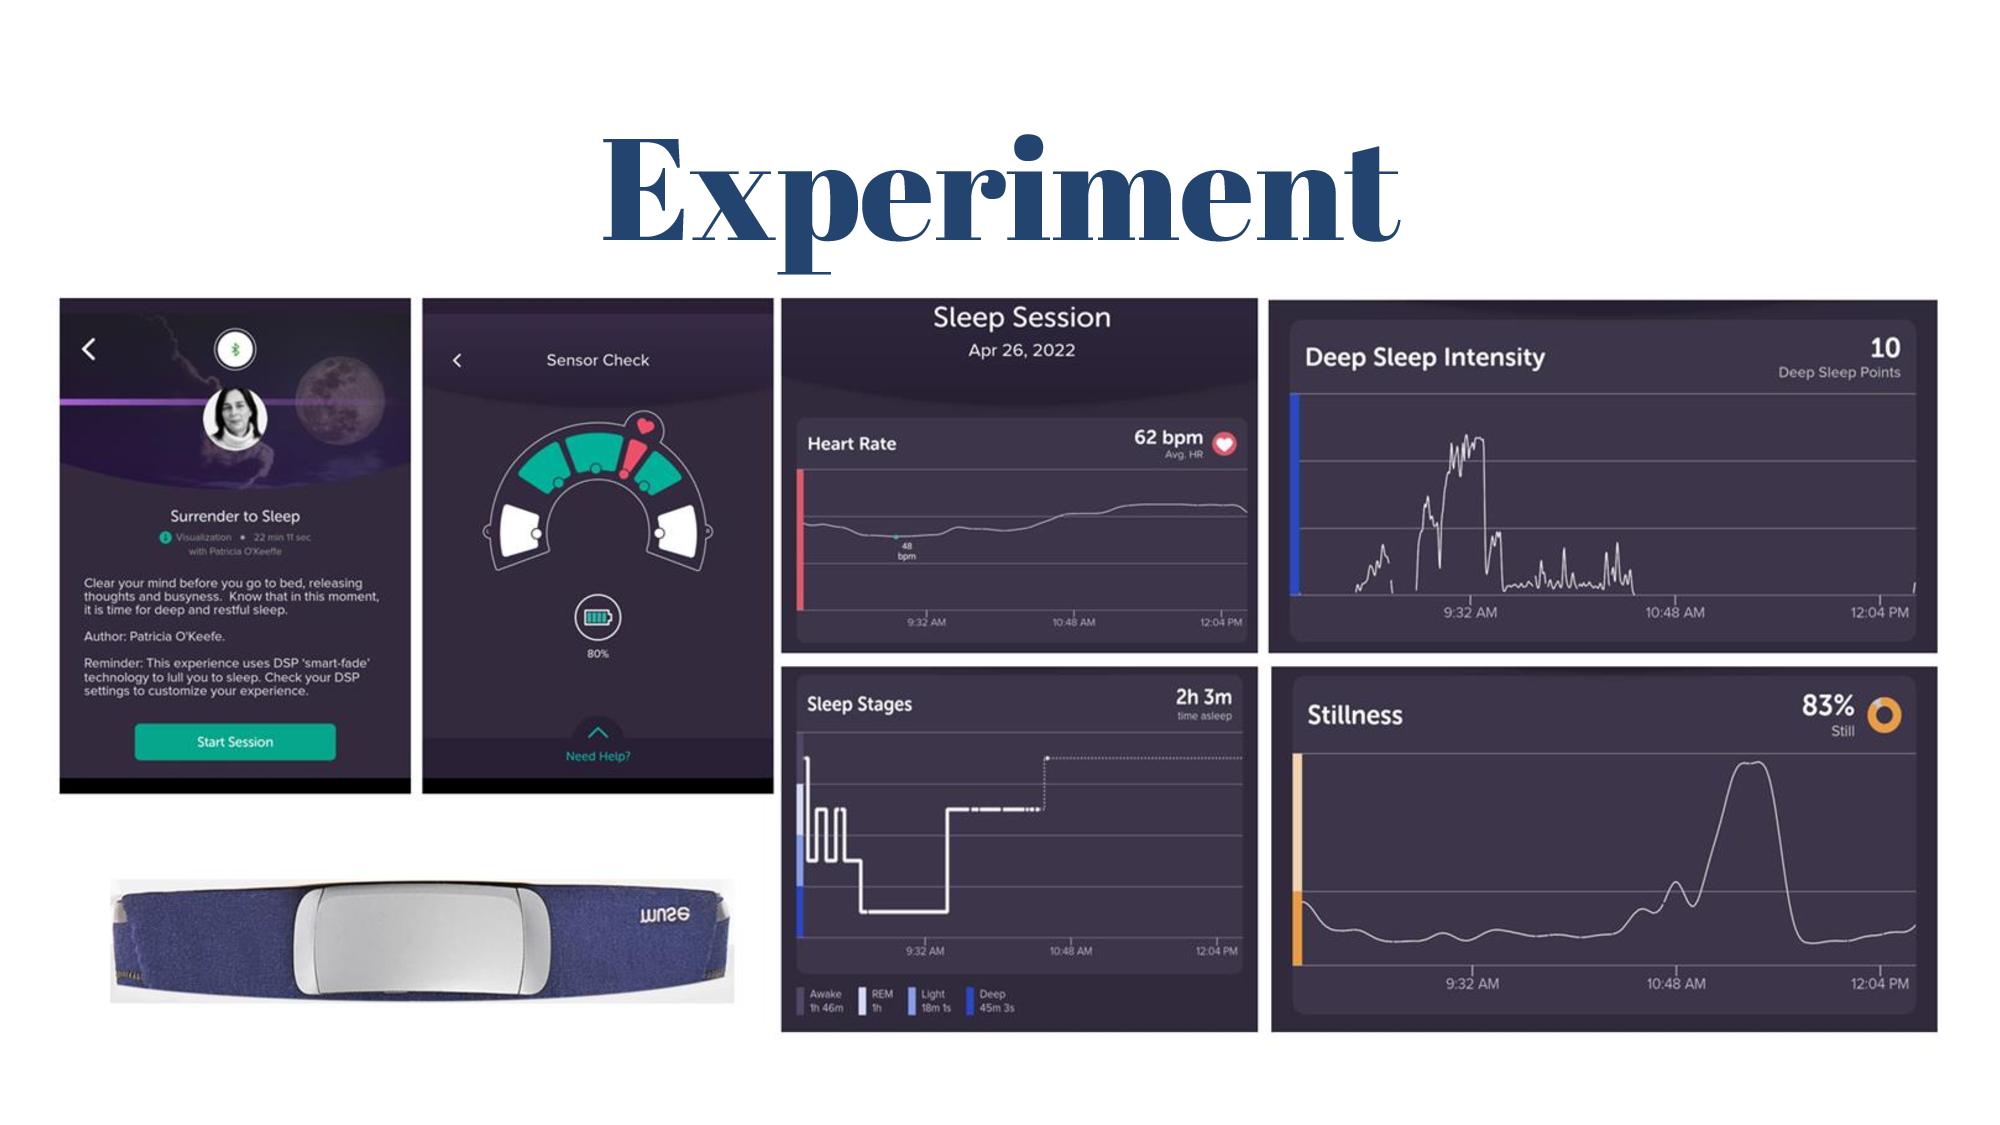 Experiment
Surrender to Sleep
Visualization • 22 min 11 sec
with Patricia O'Keeffe
Clear your mind before you go to bed, releasing
thoughts and busyness. Know that in this moment,
it is time for deep and restful sleep.
Author: Patricia O'Keefe.
Reminder: This experience uses DSP 'smart-fade'
technology to lull you to sleep. Check your DSP
settings to customize your experience.
Start Session
Sensor Check
80%
Need Help?
muse
Sleep Session
Apr 26, 2022
Heart Rate
62 bpm
Avg. HR
48
bpm
9:32 AM 10:48 AM 12:04 PM
Deep Sleep Intensity
10
Deep Sleep Points
9:32 AM 10:48 AM 12:04 PM
Sleep Stages
2h 3m
time asleep
9:32 AM 10:48 AM 12:04 PM
Awake REM Light Deep
1h 46m 1h 18m 1s 45m 3s
Stillness
83%
Still
9:32 AM 10:48 AM 12:04 PM